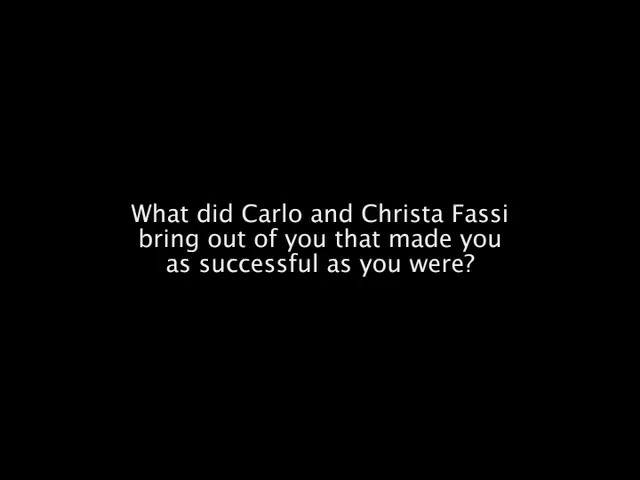 What did Carlo and Christa Fassi
bring out of you that made you
as successful as you were?